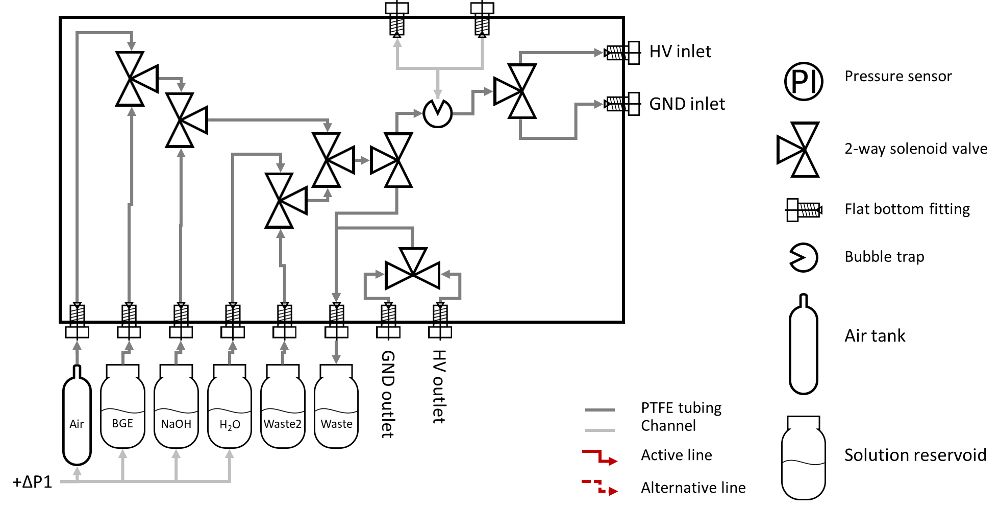 HV inlet
GND inlet
PI
Pressure sensor
2-way solenoid valve
Flat bottom fitting
Bubble trap
Air tank
Solution reservoid
GND outlet
HV outlet
Air
BGE
NaOH
H₂O
Waste2
Waste
+ΔP1
PTFE tubing
Channel
Active line
Alternative line